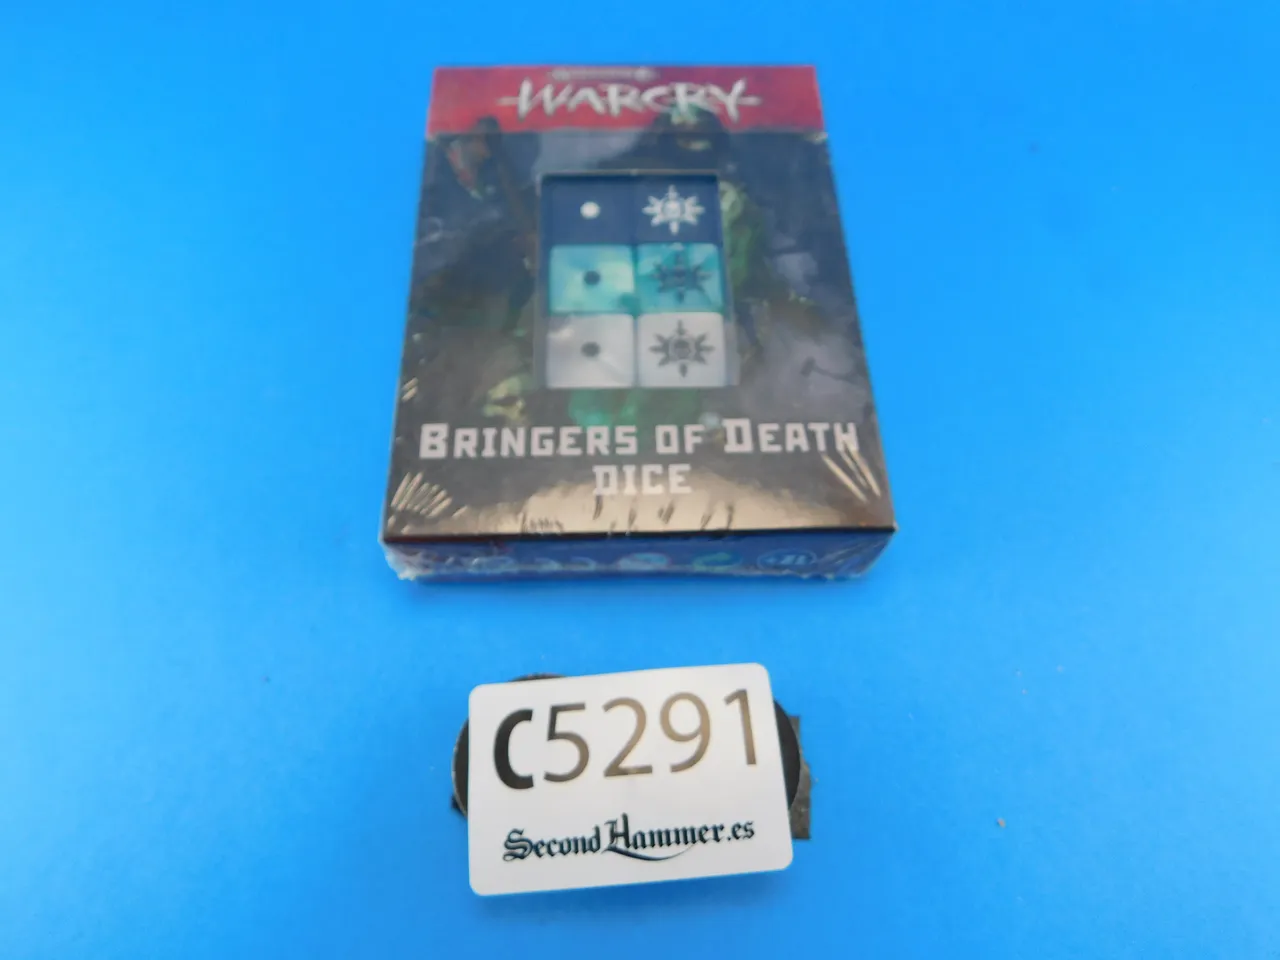 WARCRY
BRINGERS OF DEATH
DICE
C5291
SecondHammer.es